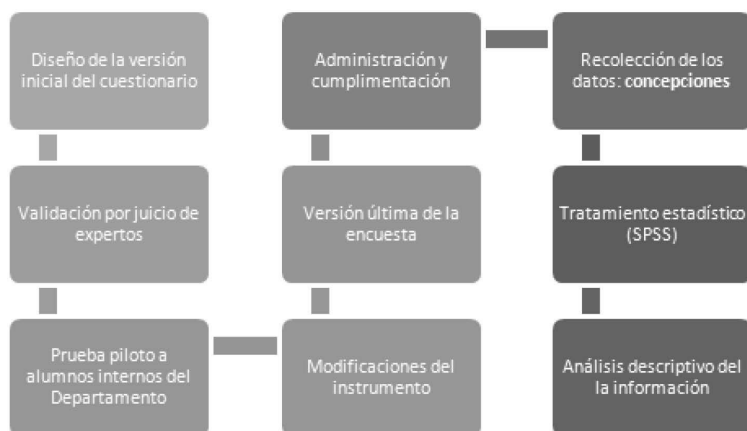 Diseño de la versión
inicial del cuestionario
Validación por juicio de
expertos
Prueba piloto a
alumnos internos del
Departamento
Modificaciones del
instrumento
Versión última de la
encuesta
Administración y
cumplimentación
Recolección de los
datos: concepciones
Tratamiento estadístico
(SPSS)
Análisis descriptivo del
la información